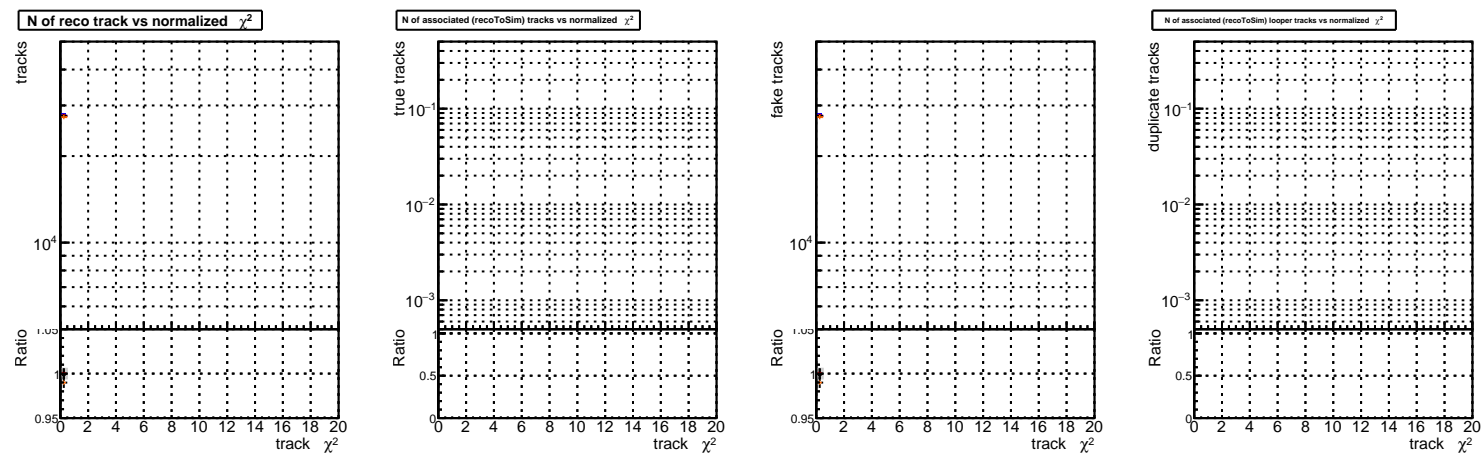 N of reco track vs normalized χ²
tracks
10⁴
Ratio
1.05
1
0.95
0 2 4 6 8 10 12 14 16 18 20
track χ²
N of associated (recoToSim) tracks vs normalized χ²
true tracks
10⁻¹
10⁻²
10⁻³
Ratio
1
0.5
0
0 2 4 6 8 10 12 14 16 18 20
track χ²
fake tracks
10⁴
Ratio
1.05
1
0.95
0 2 4 6 8 10 12 14 16 18 20
track χ²
N of associated (recoToSim) looper tracks vs normalized χ²
duplicate tracks
10⁻¹
10⁻²
10⁻³
Ratio
1
0.5
0
0 2 4 6 8 10 12 14 16 18 20
track χ²